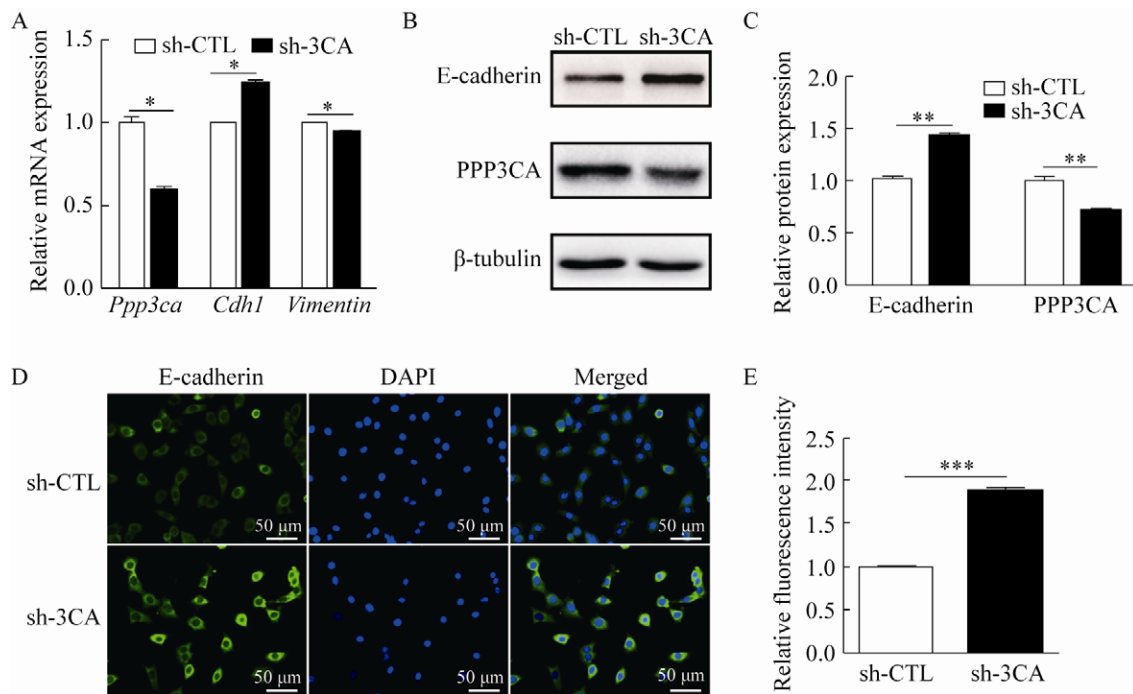 A
Relative mRNA expression
1.5
1.0
0.5
0.0
sh-CTL sh-3CA
*
*
*
Ppp3ca Cdh1 Vimentin
B
sh-CTL sh-3CA
E-cadherin
PPP3CA
β-tubulin
C
Relative protein expression
2.0
1.5
1.0
0.5
0.0
sh-CTL
sh-3CA
**
**
E-cadherin PPP3CA
D
E-cadherin DAPI Merged
sh-CTL
50 μm 50 μm 50 μm
sh-3CA
50 μm 50 μm 50 μm
E
Relative fluorescence intensity
2.5
2.0
1.5
1.0
0.5
0.0
***
sh-CTL sh-3CA